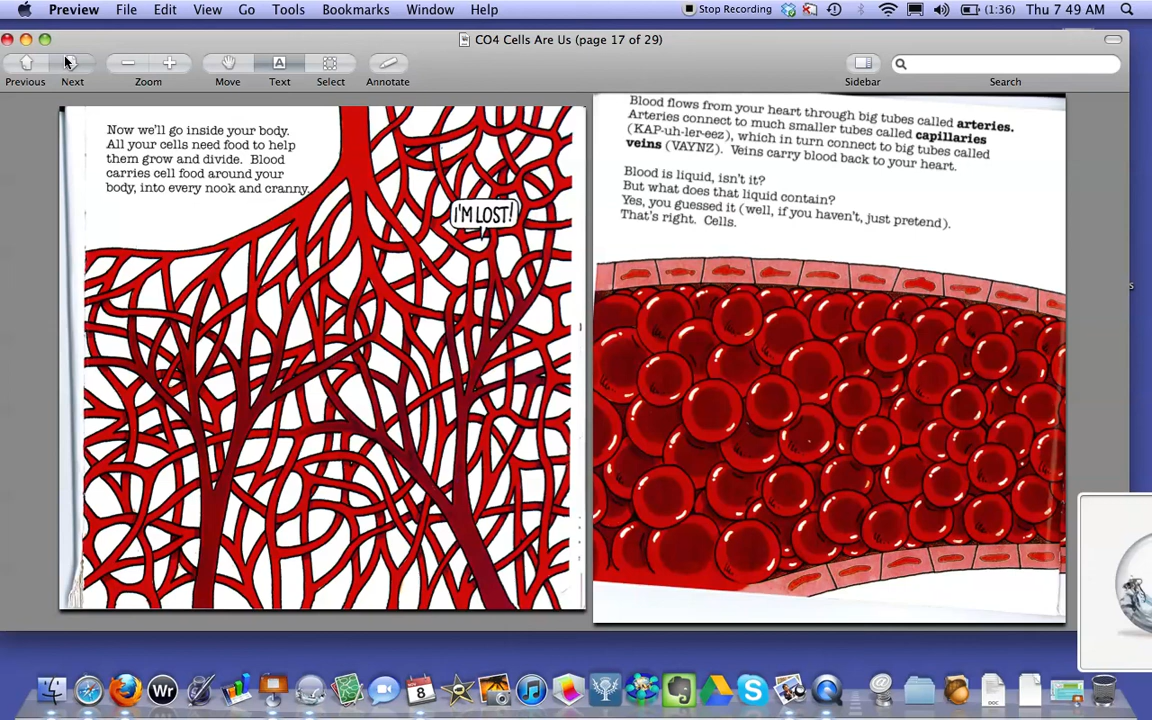 Preview File Edit View Go Tools Bookmarks Window Help Stop Recording (1:36) Thu 7:49 AM
CO4 Cells Are Us (page 17 of 29)
Previous Next Zoom Move Text Select Annotate Sidebar Search
Now we'll go inside your body.
All your cells need food to help
them grow and divide. Blood
carries cell food around your
body, into every nook and cranny.
I'M LOST!
Blood flows from your heart through big tubes called arteries.
Arteries connect to much smaller tubes called capillaries
(KAP-uh-ler-eez), which in turn connect to big tubes called
veins (VAYNZ). Veins carry blood back to your heart.
Blood is liquid, isn't it?
But what does that liquid contain?
Yes, you guessed it (well, if you haven't, just pretend).
That's right. Cells.
Wr
8
DOC